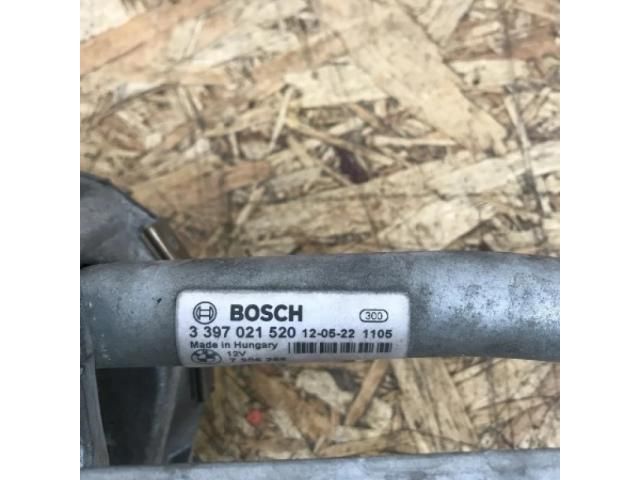 BOSCH 300
3 397 021 520 12-05-22 1105
Made in Hungary
12V